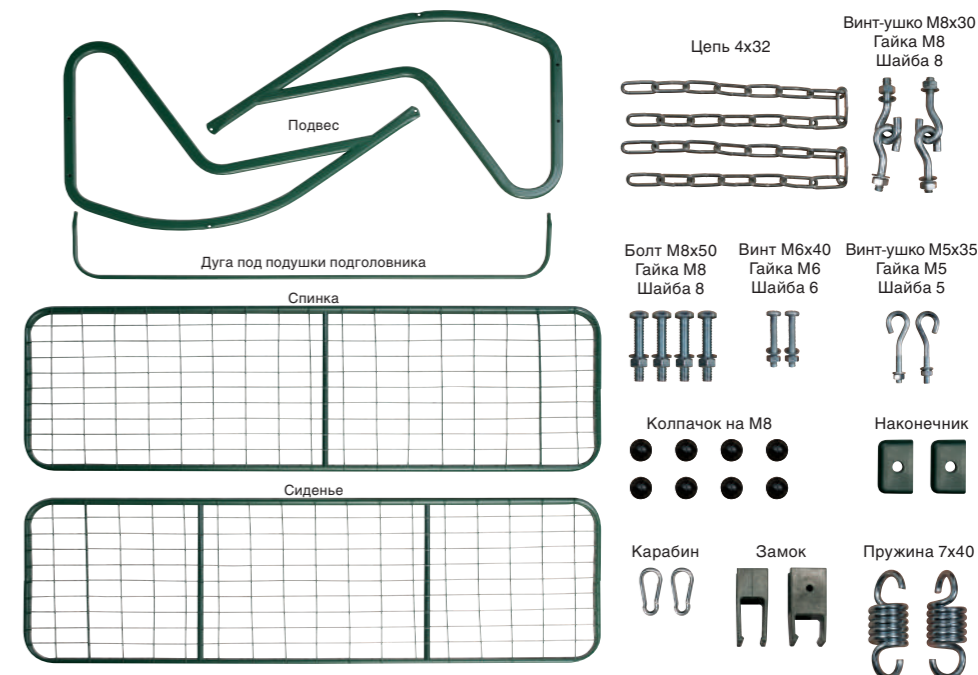 Подвес
Дуга под подушки подголовника
Спинка
Сиденье
Цепь 4х32
Винт-ушко М8х30
Гайка М8
Шайба 8
Болт М8х50
Гайка М8
Шайба 8
Винт М6х40
Гайка М6
Шайба 6
Винт-ушко М5х35
Гайка М5
Шайба 5
Колпачок на М8
Наконечник
Карабин
Замок
Пружина 7х40